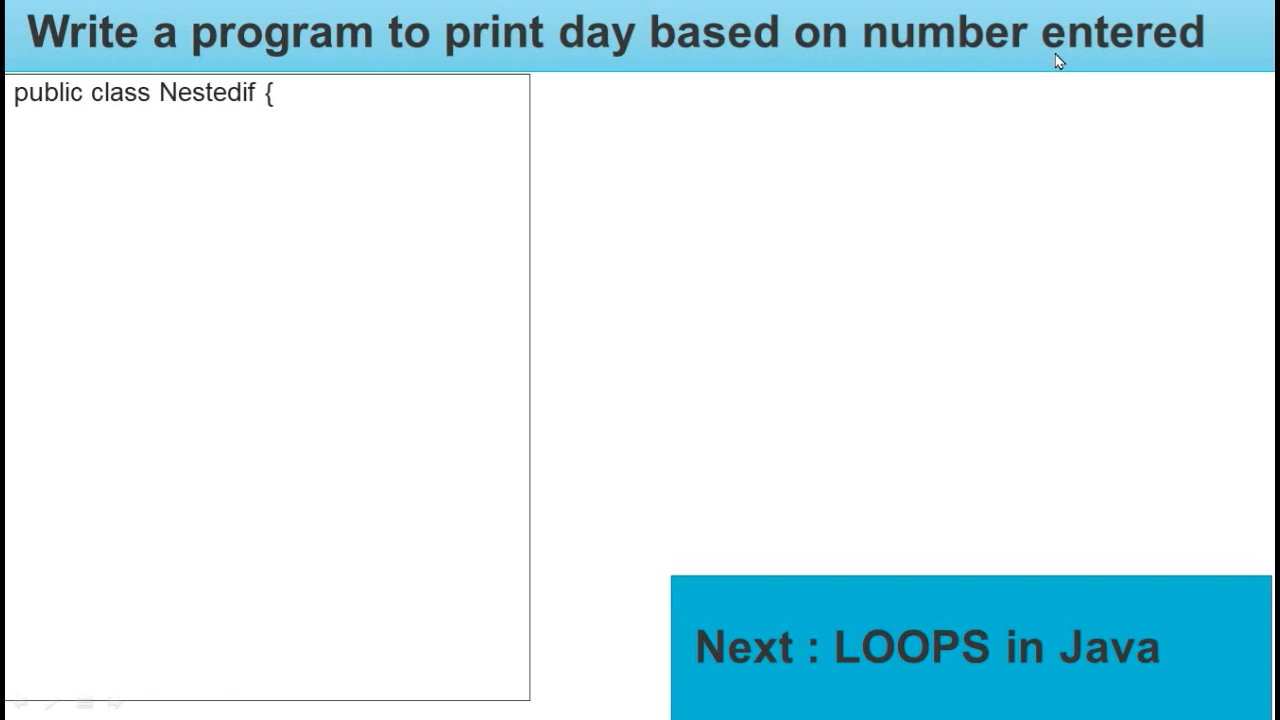 Write a program to print day based on number entered
public class Nestedif {
Next : LOOPS in Java